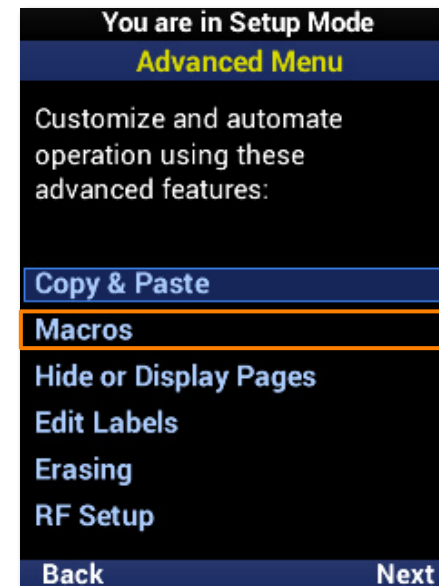 You are in Setup Mode
Advanced Menu
Customize and automate
operation using these
advanced features:
Copy & Paste
Macros
Hide or Display Pages
Edit Labels
Erasing
RF Setup
Back Next